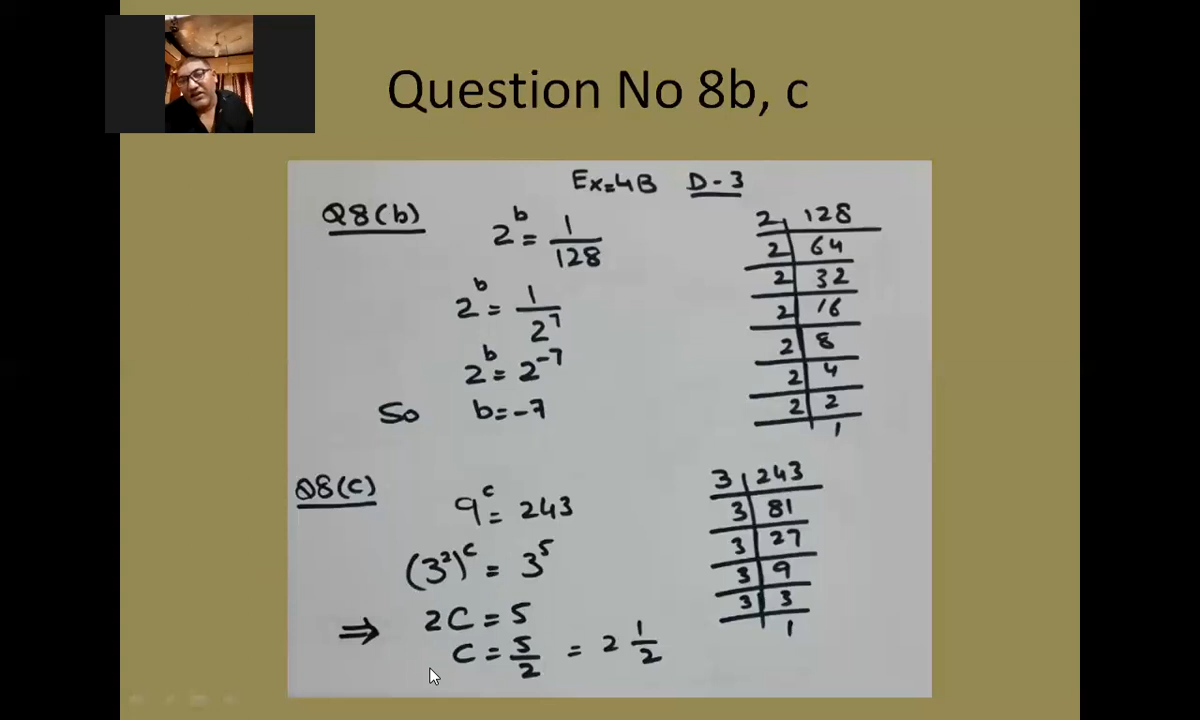 Question No 8b, c
Ex=4B D-3
Q8(b)
2^b = 1/128
2^b = 1/2^7
2^b = 2^-7
So b = -7
2 | 128
2 | 64
2 | 32
2 | 16
2 | 8
2 | 4
2 | 2
1
Q8(c)
9^c = 243
(3^2)^c = 3^5
⇒ 2C = 5
C = 5/2 = 2 1/2
3 | 243
3 | 81
3 | 27
3 | 9
3 | 3
1